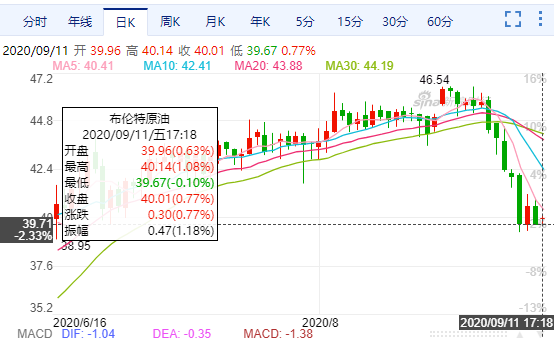 分时 年线 日K 周K 月K 年K 5分 15分 30分 60分
2020/09/11 开 39.96 高 40.14 收 40.01 低 39.67 0.77%
MA5: 40.41 MA10: 42.41 MA20: 43.88 MA30: 44.19
47.2 46.54 16%
sina
布伦特原油
2020/09/11/五17:18
44.8 10%
开盘 39.96(0.63%)
最高 40.14(1.08%)
42.4 4%
最低 39.67(-0.10%)
收盘 40.01(0.77%)
涨跌 0.30(0.77%)
40 -2%
39.71
振幅 0.47(1.18%)
-2.33%
38.95
37.6 -8%
35.2 -13%
2020/6/16 2020/8 2020/09/11 17:18
MACD DIF: -1.04 DEA: -0.35 MACD: -1.38